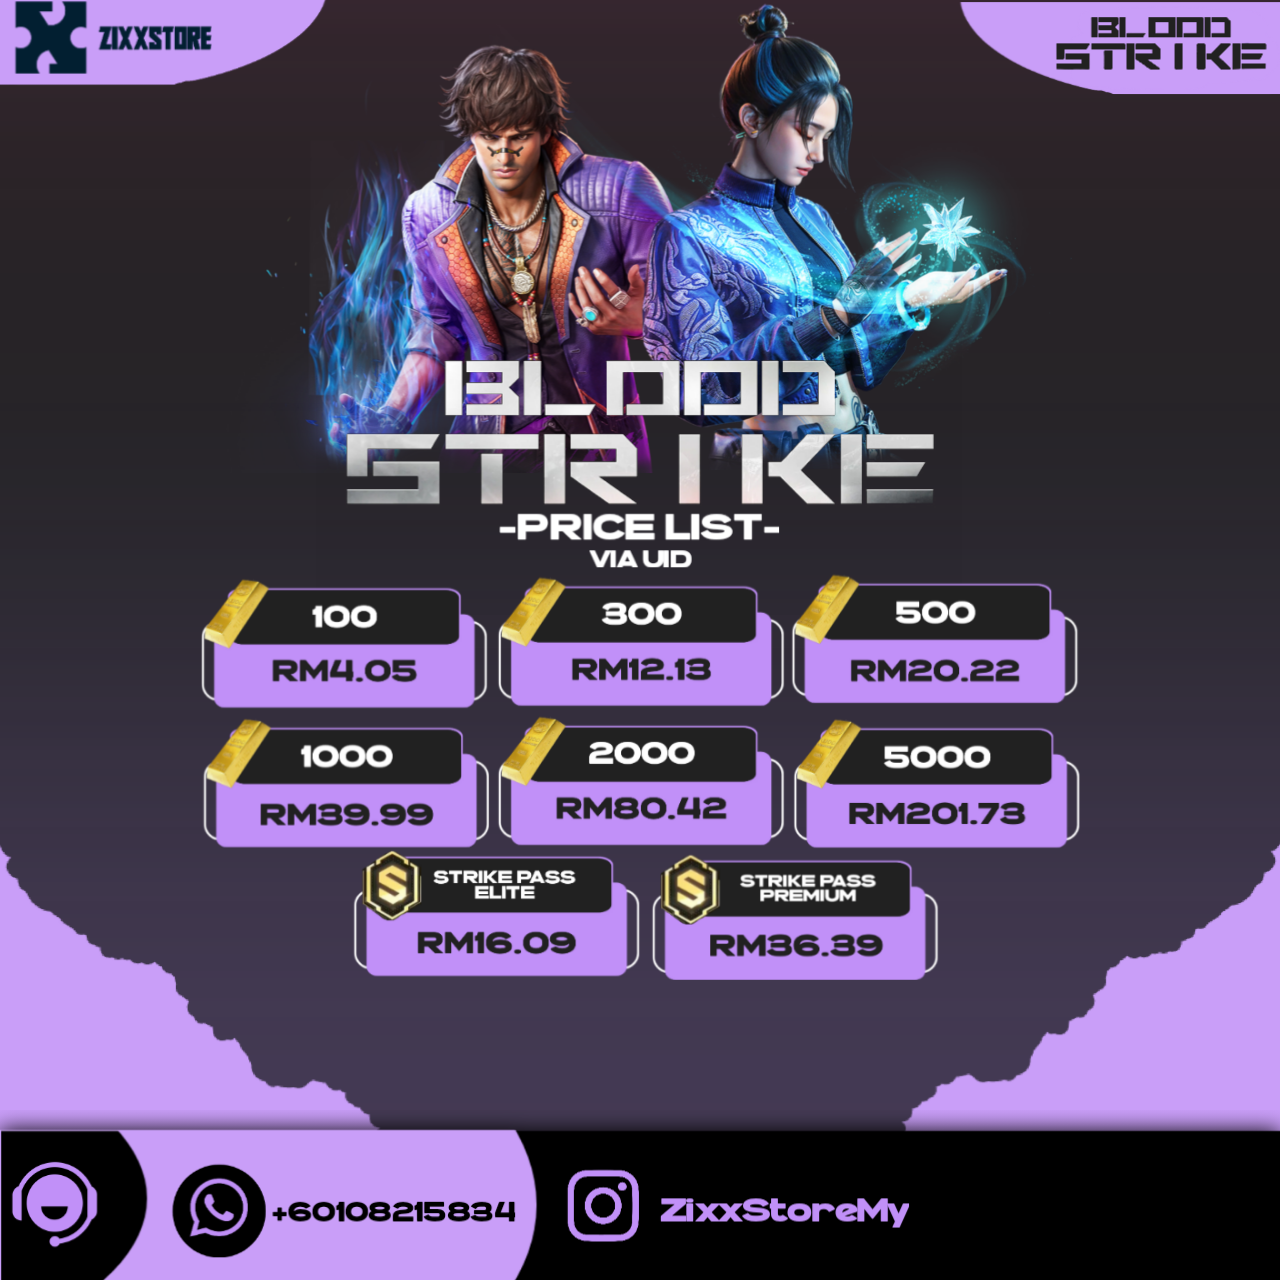 ZIXXSTORE
BLOOD
STRIKE
BLOOD
STRIKE
-PRICE LIST-
VIA UID
100
RM4.05
300
RM12.13
500
RM20.22
1000
RM39.99
2000
RM80.42
5000
RM201.73
S
STRIKE PASS
ELITE
RM16.09
S
STRIKE PASS
PREMIUM
RM36.39
+60108215834
ZixxStoreMy